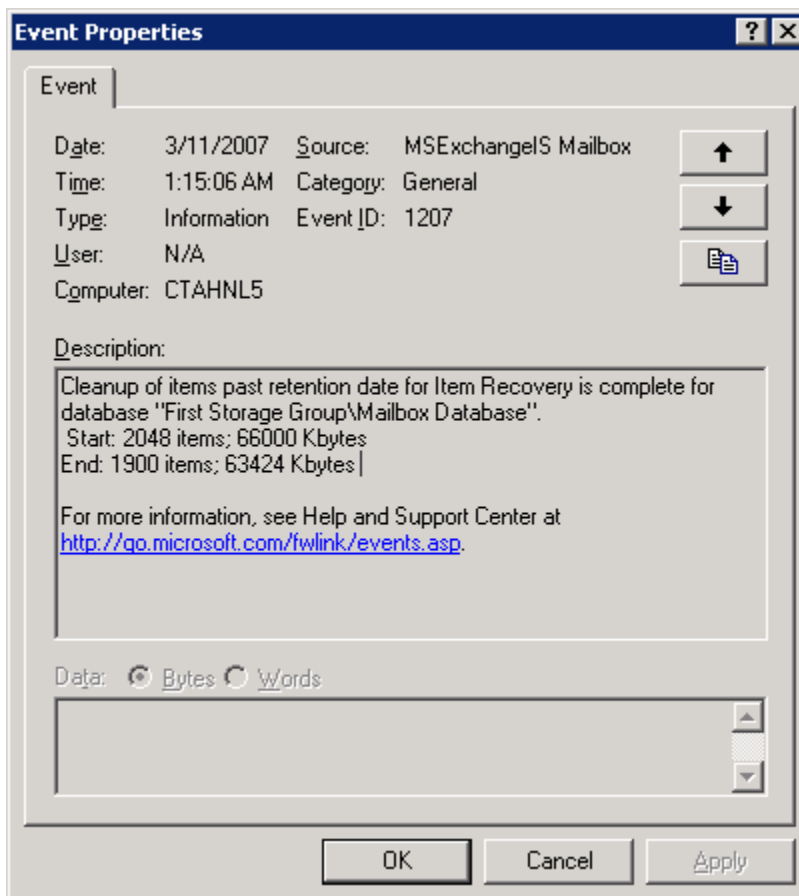 Event Properties
Event
Date: 3/11/2007 Source: MSExchangeIS Mailbox
Time: 1:15:06 AM Category: General
Type: Information Event ID: 1207
User: N/A
Computer: CTAHNL5
Description:
Cleanup of items past retention date for Item Recovery is complete for
database "First Storage Group\Mailbox Database".
Start: 2048 items; 66000 Kbytes
End: 1900 items; 63424 Kbytes
For more information, see Help and Support Center at
http://go.microsoft.com/fwlink/events.asp.
Data: Bytes Words
OK Cancel Apply